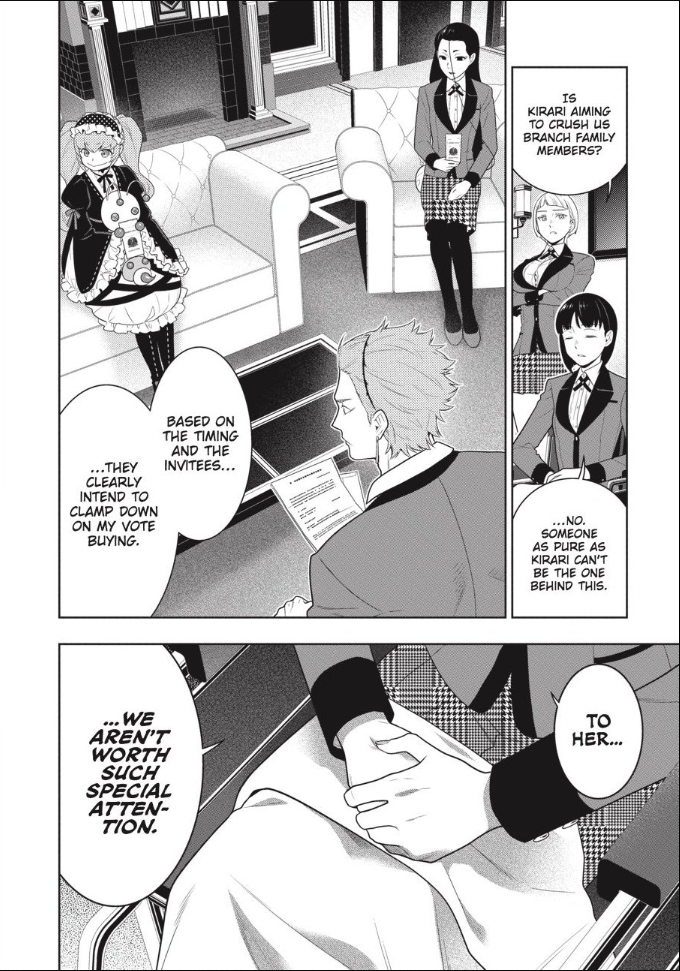 IS
KIRARI AIMING
TO CRUSH US
BRANCH FAMILY
MEMBERS?
...NO.
SOMEONE
AS PURE AS
KIRARI CAN'T
BE THE ONE
BEHIND THIS.
BASED ON
THE TIMING
AND THE
INVITEES...
...THEY
CLEARLY
INTEND TO
CLAMP DOWN
ON MY VOTE
BUYING.
TO
HER...
...WE
AREN'T
WORTH
SUCH
SPECIAL
ATTEN-
TION.